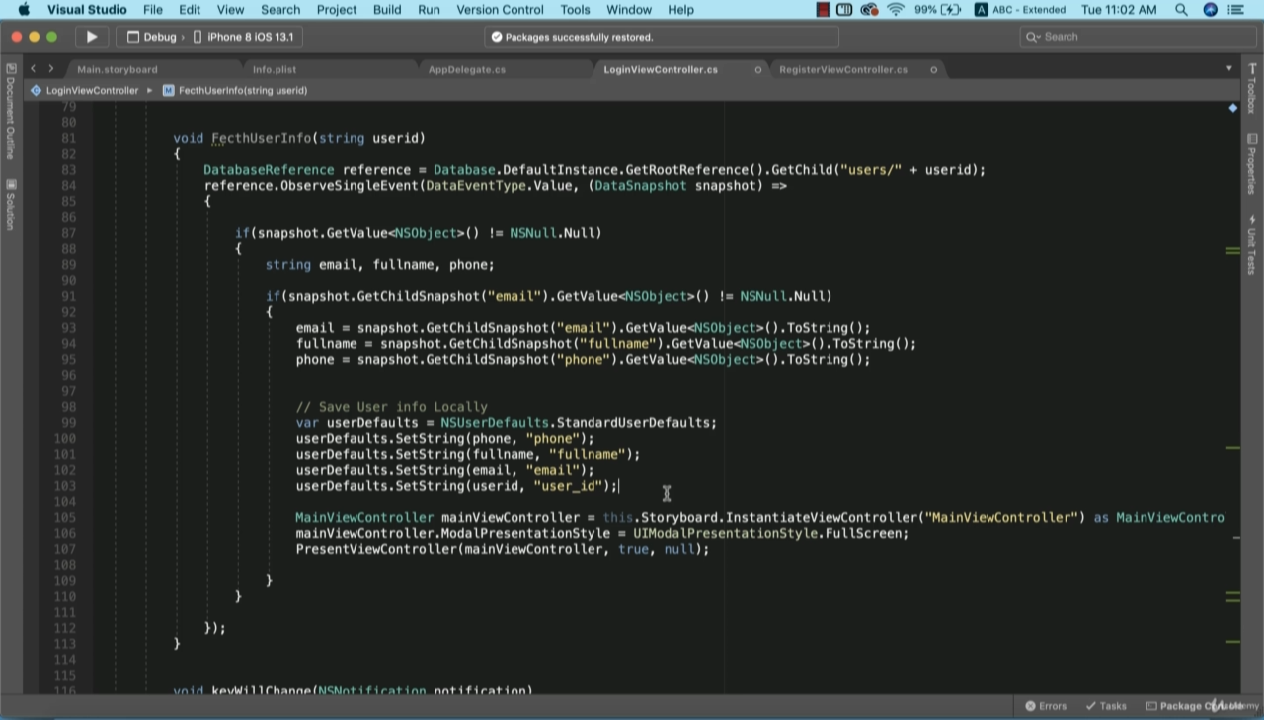 Visual Studio File Edit View Search Project Build Run Version Control Tools Window Help 99% A ABC - Extended Tue 11:02 AM
Debug › iPhone 8 iOS 13.1 Packages successfully restored. Search
Main.storyboard Info.plist AppDelegate.cs LoginViewController.cs RegisterViewController.cs
LoginViewController ▸ M FecthUserInfo(string userid)
Document Outline
Solution
Toolbox
Properties
Unit Tests
79
80
81 void FecthUserInfo(string userid)
82 {
83 DatabaseReference reference = Database.DefaultInstance.GetRootReference().GetChild("users/" + userid);
84 reference.ObserveSingleEvent(DataEventType.Value, (DataSnapshot snapshot) =>
85 {
86
87 if(snapshot.GetValue<NSObject>() != NSNull.Null)
88 {
89 string email, fullname, phone;
90
91 if(snapshot.GetChildSnapshot("email").GetValue<NSObject>() != NSNull.Null)
92 {
93 email = snapshot.GetChildSnapshot("email").GetValue<NSObject>().ToString();
94 fullname = snapshot.GetChildSnapshot("fullname").GetValue<NSObject>().ToString();
95 phone = snapshot.GetChildSnapshot("phone").GetValue<NSObject>().ToString();
96
97
98 // Save User info Locally
99 var userDefaults = NSUserDefaults.StandardUserDefaults;
100 userDefaults.SetString(phone, "phone");
101 userDefaults.SetString(fullname, "fullname");
102 userDefaults.SetString(email, "email");
103 userDefaults.SetString(userid, "user_id");
104
105 MainViewController mainViewController = this.Storyboard.InstantiateViewController("MainViewController") as MainViewContro
106 mainViewController.ModalPresentationStyle = UIModalPresentationStyle.FullScreen;
107 PresentViewController(mainViewController, true, null);
108
109 }
110 }
111
112 });
113 }
114
115
116 void keyWillChange(NSNotification notification)
Errors Tasks Package